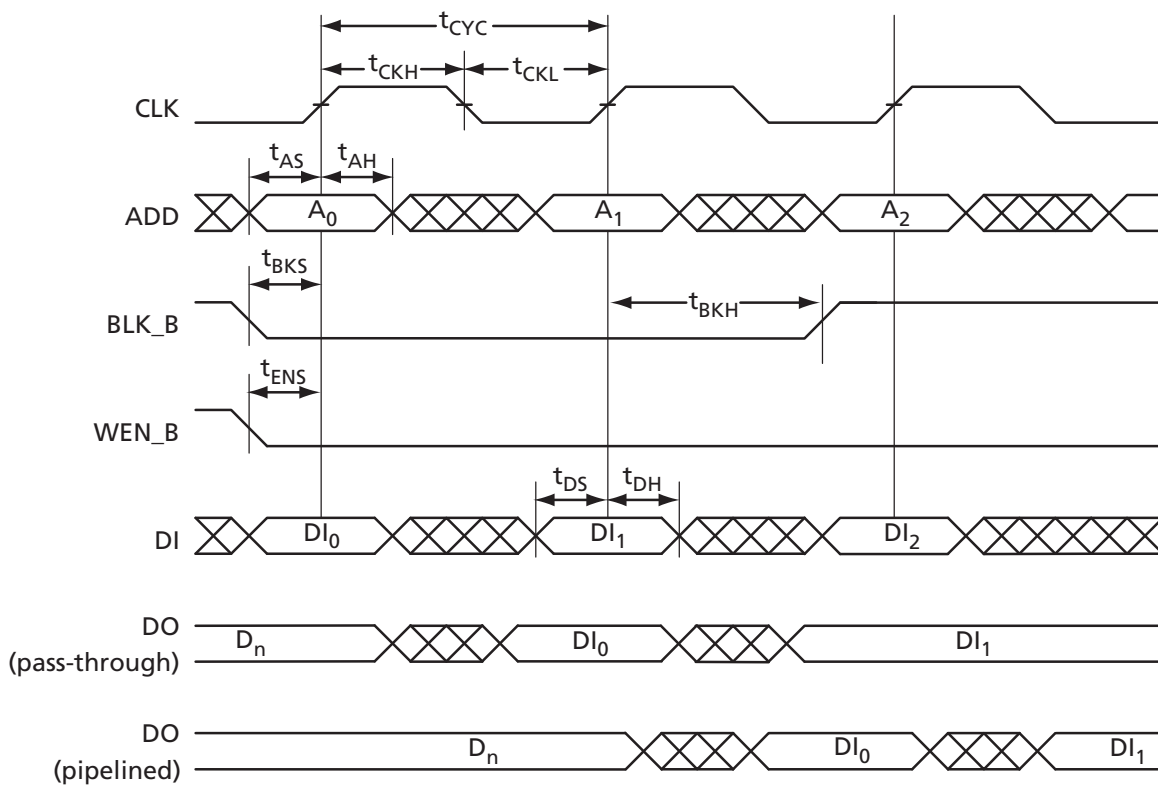 tCYC
tCKH tCKL
CLK
tAS tAH
ADD A0 A1 A2
tBKS
tBKH
BLK_B
tENS
WEN_B
tDS tDH
DI DI0 DI1 DI2
DO
(pass-through) Dn DI0 DI1
DO
(pipelined) Dn DI0 DI1